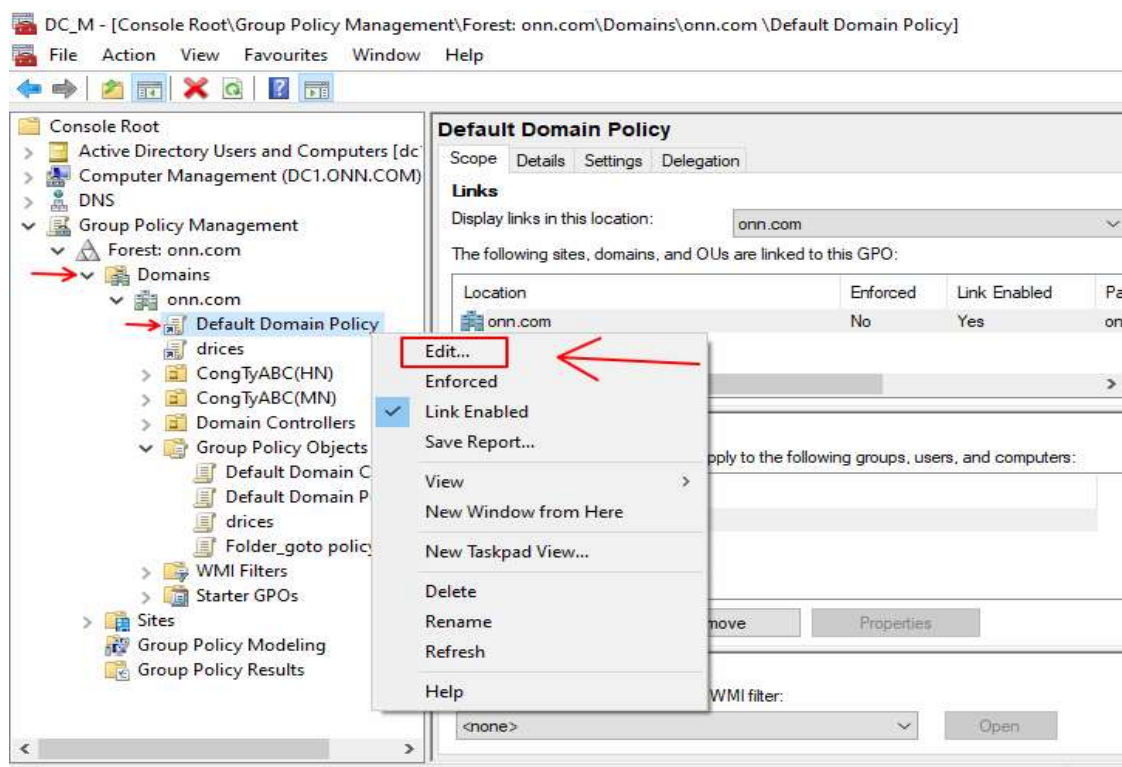 DC_M - [Console Root\Group Policy Management\Forest: onn.com\Domains\onn.com \Default Domain Policy]
File Action View Favourites Window Help
Console Root
Active Directory Users and Computers [dc
Computer Management (DC1.ONN.COM)
DNS
Group Policy Management
Forest: onn.com
Domains
onn.com
Default Domain Policy
drices
CongTyABC(HN)
CongTyABC(MN)
Domain Controllers
Group Policy Objects
Default Domain C
Default Domain P
drices
Folder_goto policy
WMI Filters
Starter GPOs
Sites
Group Policy Modeling
Group Policy Results
Default Domain Policy
Scope Details Settings Delegation
Links
Display links in this location: onn.com
The following sites, domains, and OUs are linked to this GPO:
Location Enforced Link Enabled Pa
onn.com No Yes on
Edit...
Enforced
Link Enabled
Save Report...
View
New Window from Here
New Taskpad View...
Delete
Rename
Refresh
Help
pply to the following groups, users, and computers:
move Properties
WMI filter:
<none> Open